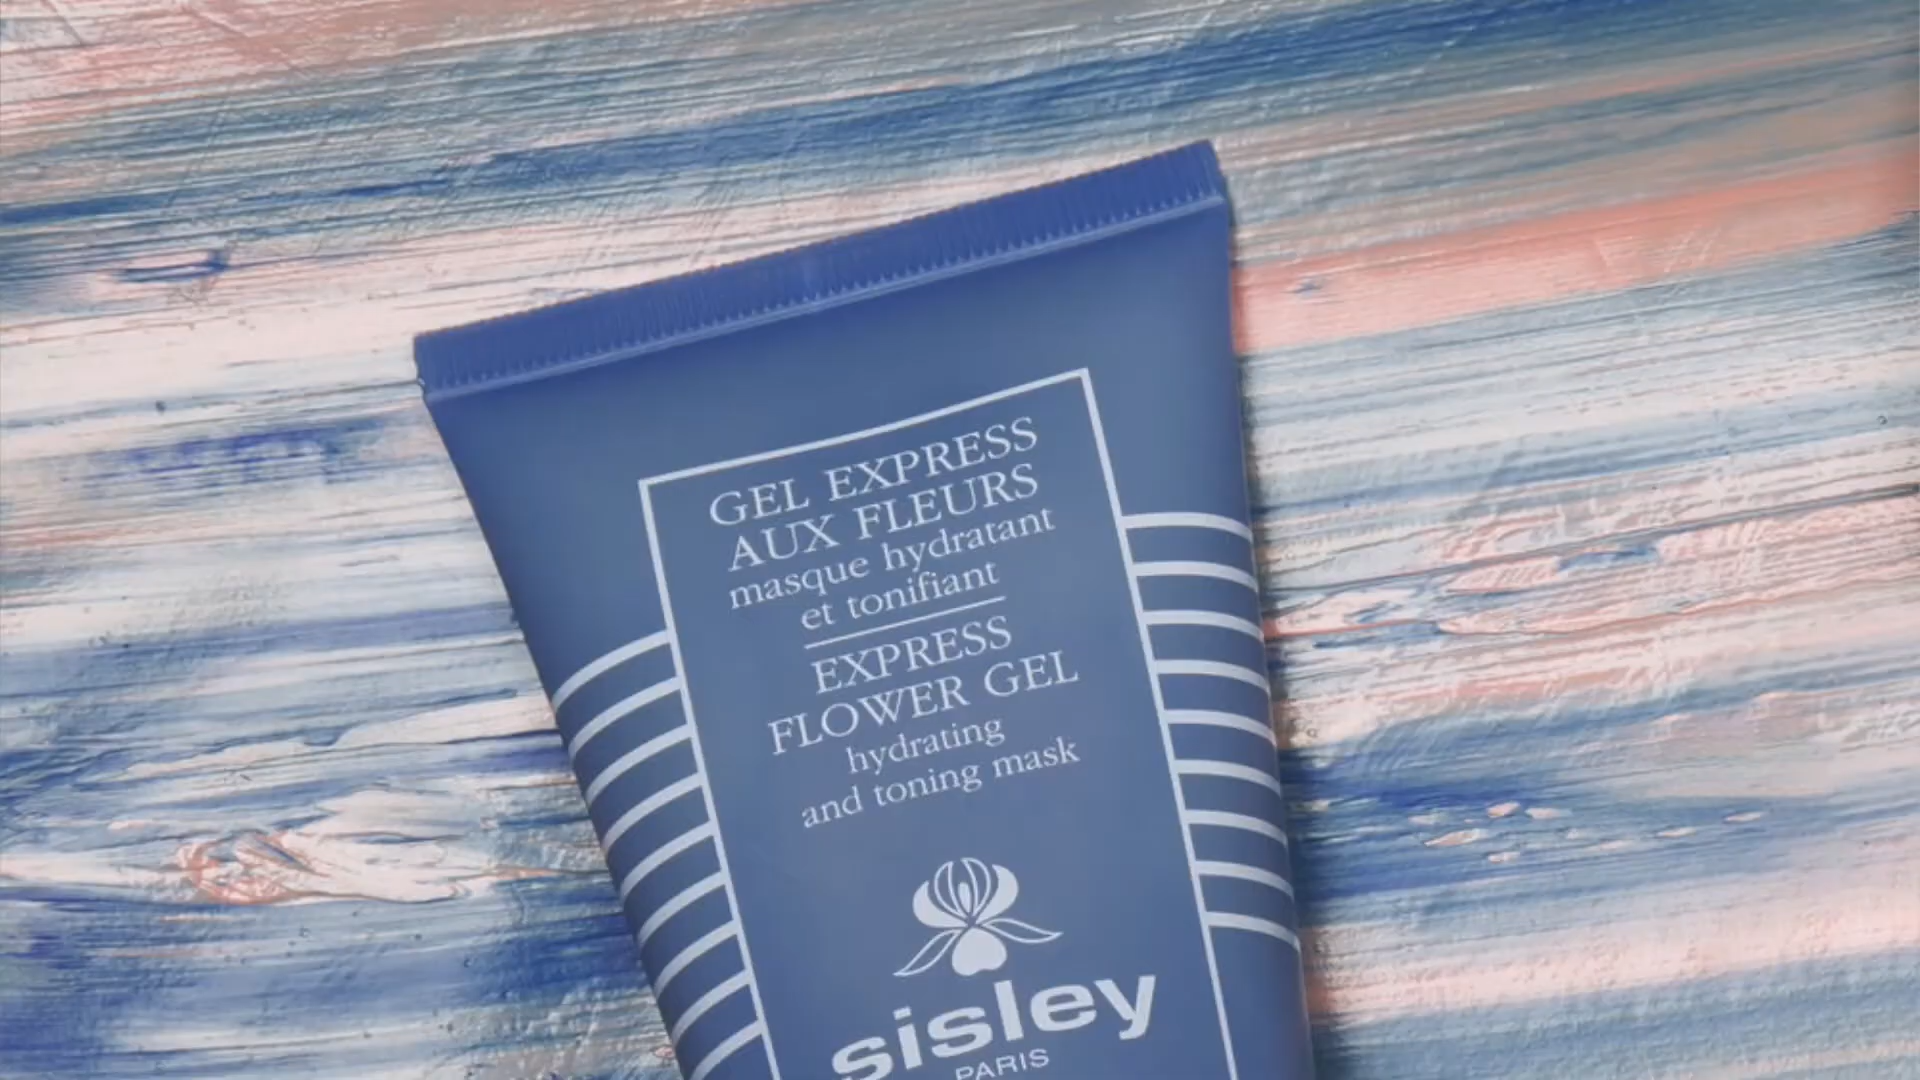 GEL EXPRESS
AUX FLEURS
masque hydratant
et tonifiant
EXPRESS
FLOWER GEL
hydrating
and toning mask
sisley
PARIS